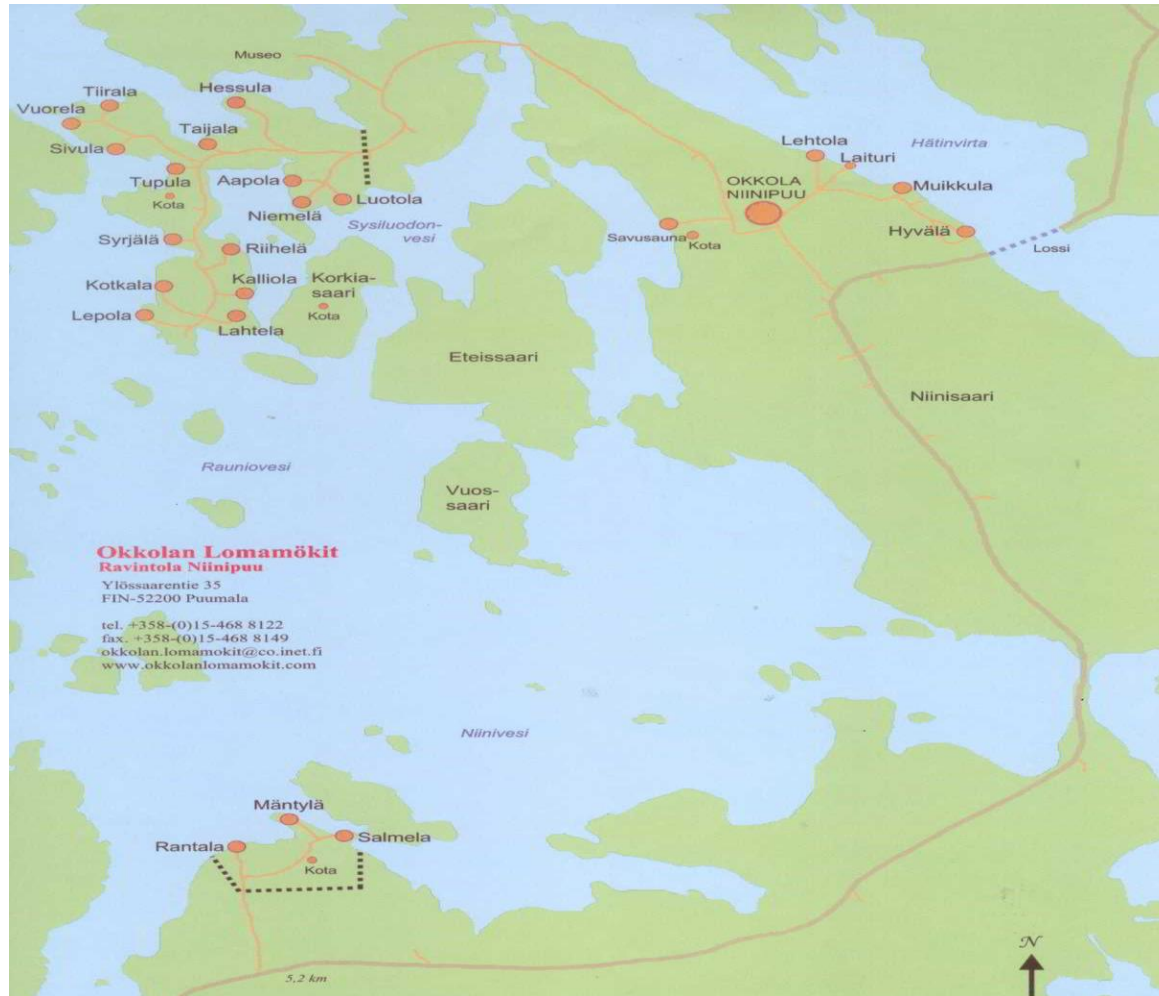 Museo
Tiirala
Hessula
Vuorela
Taijala
Sivula
Lehtola
Hätinvirta
Laituri
Tupula
Aapola
OKKOLA
NIINIPUU
Muikkula
Kota
Luotola
Niemelä
Sysiluodon-
vesi
Syrjälä
Riihelä
Savusauna
Kota
Hyvälä
Lossi
Kotkala
Kalliola
Korkia-
saari
Kota
Lepola
Lahtela
Eteissaari
Niinisaari
Rauniovesi
Vuos-
saari
Okkolan Lomamökit
Ravintola Niinipuu
Ylössaarentie 35
FIN-52200 Puumala
tel. +358-(0)15-468 8122
fax. +358-(0)15-468 8149
okkolan.lomamokit@co.inet.fi
www.okkolanlomamokit.com
Niinivesi
Mäntylä
Salmela
Rantala
Kota
N
5,2 km